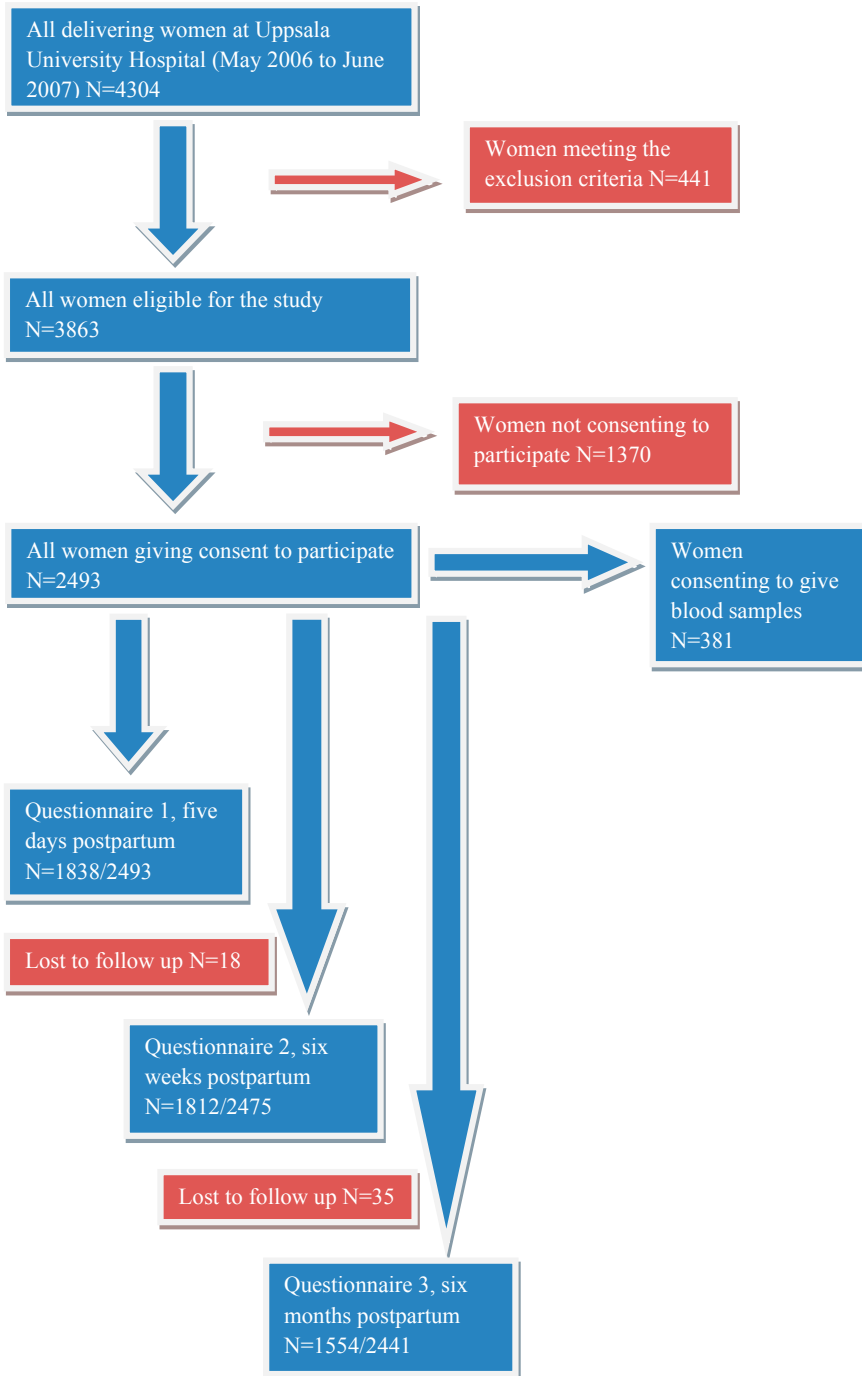 All delivering women at Uppsala
University Hospital (May 2006 to June
2007) N=4304
Women meeting the
exclusion criteria N=441
All women eligible for the study
N=3863
Women not consenting to
participate N=1370
All women giving consent to participate
N=2493
Women
consenting to give
blood samples
N=381
Questionnaire 1, five
days postpartum
N=1838/2493
Lost to follow up N=18
Questionnaire 2, six
weeks postpartum
N=1812/2475
Lost to follow up N=35
Questionnaire 3, six
months postpartum
N=1554/2441